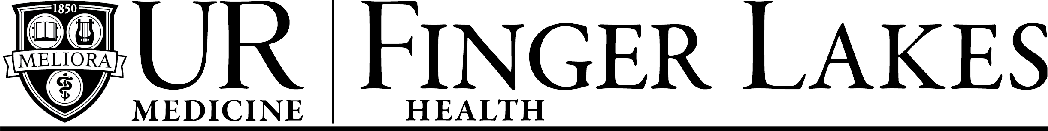 1850
MELIORA
UR
MEDICINE
FINGER LAKES
HEALTH